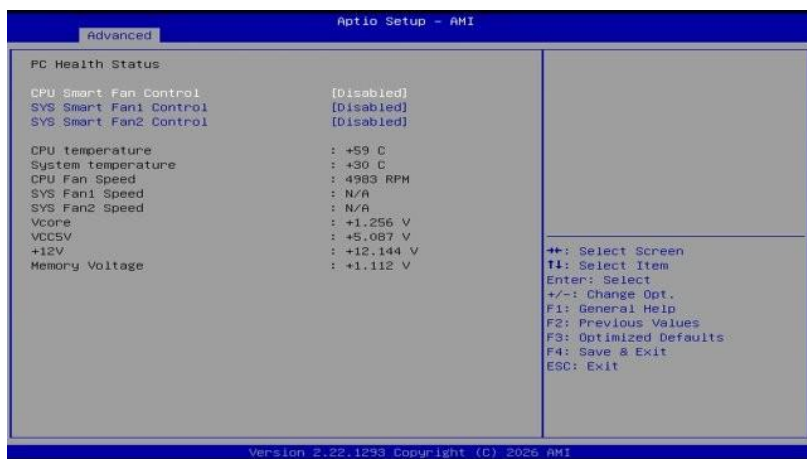 Aptio Setup – AMI
Advanced
PC Health Status
CPU Smart Fan Control [Disabled]
SYS Smart Fan1 Control [Disabled]
SYS Smart Fan2 Control [Disabled]
CPU temperature : +59 C
System temperature : +30 C
CPU Fan Speed : 4983 RPM
SYS Fan1 Speed : N/A
SYS Fan2 Speed : N/A
Vcore : +1.256 V
VCC5V : +5.087 V
+12V : +12.144 V
Memory Voltage : +1.112 V
→←: Select Screen
↑↓: Select Item
Enter: Select
+/-: Change Opt.
F1: General Help
F2: Previous Values
F3: Optimized Defaults
F4: Save & Exit
ESC: Exit
Version 2.22.1293 Copyright (C) 2026 AMI